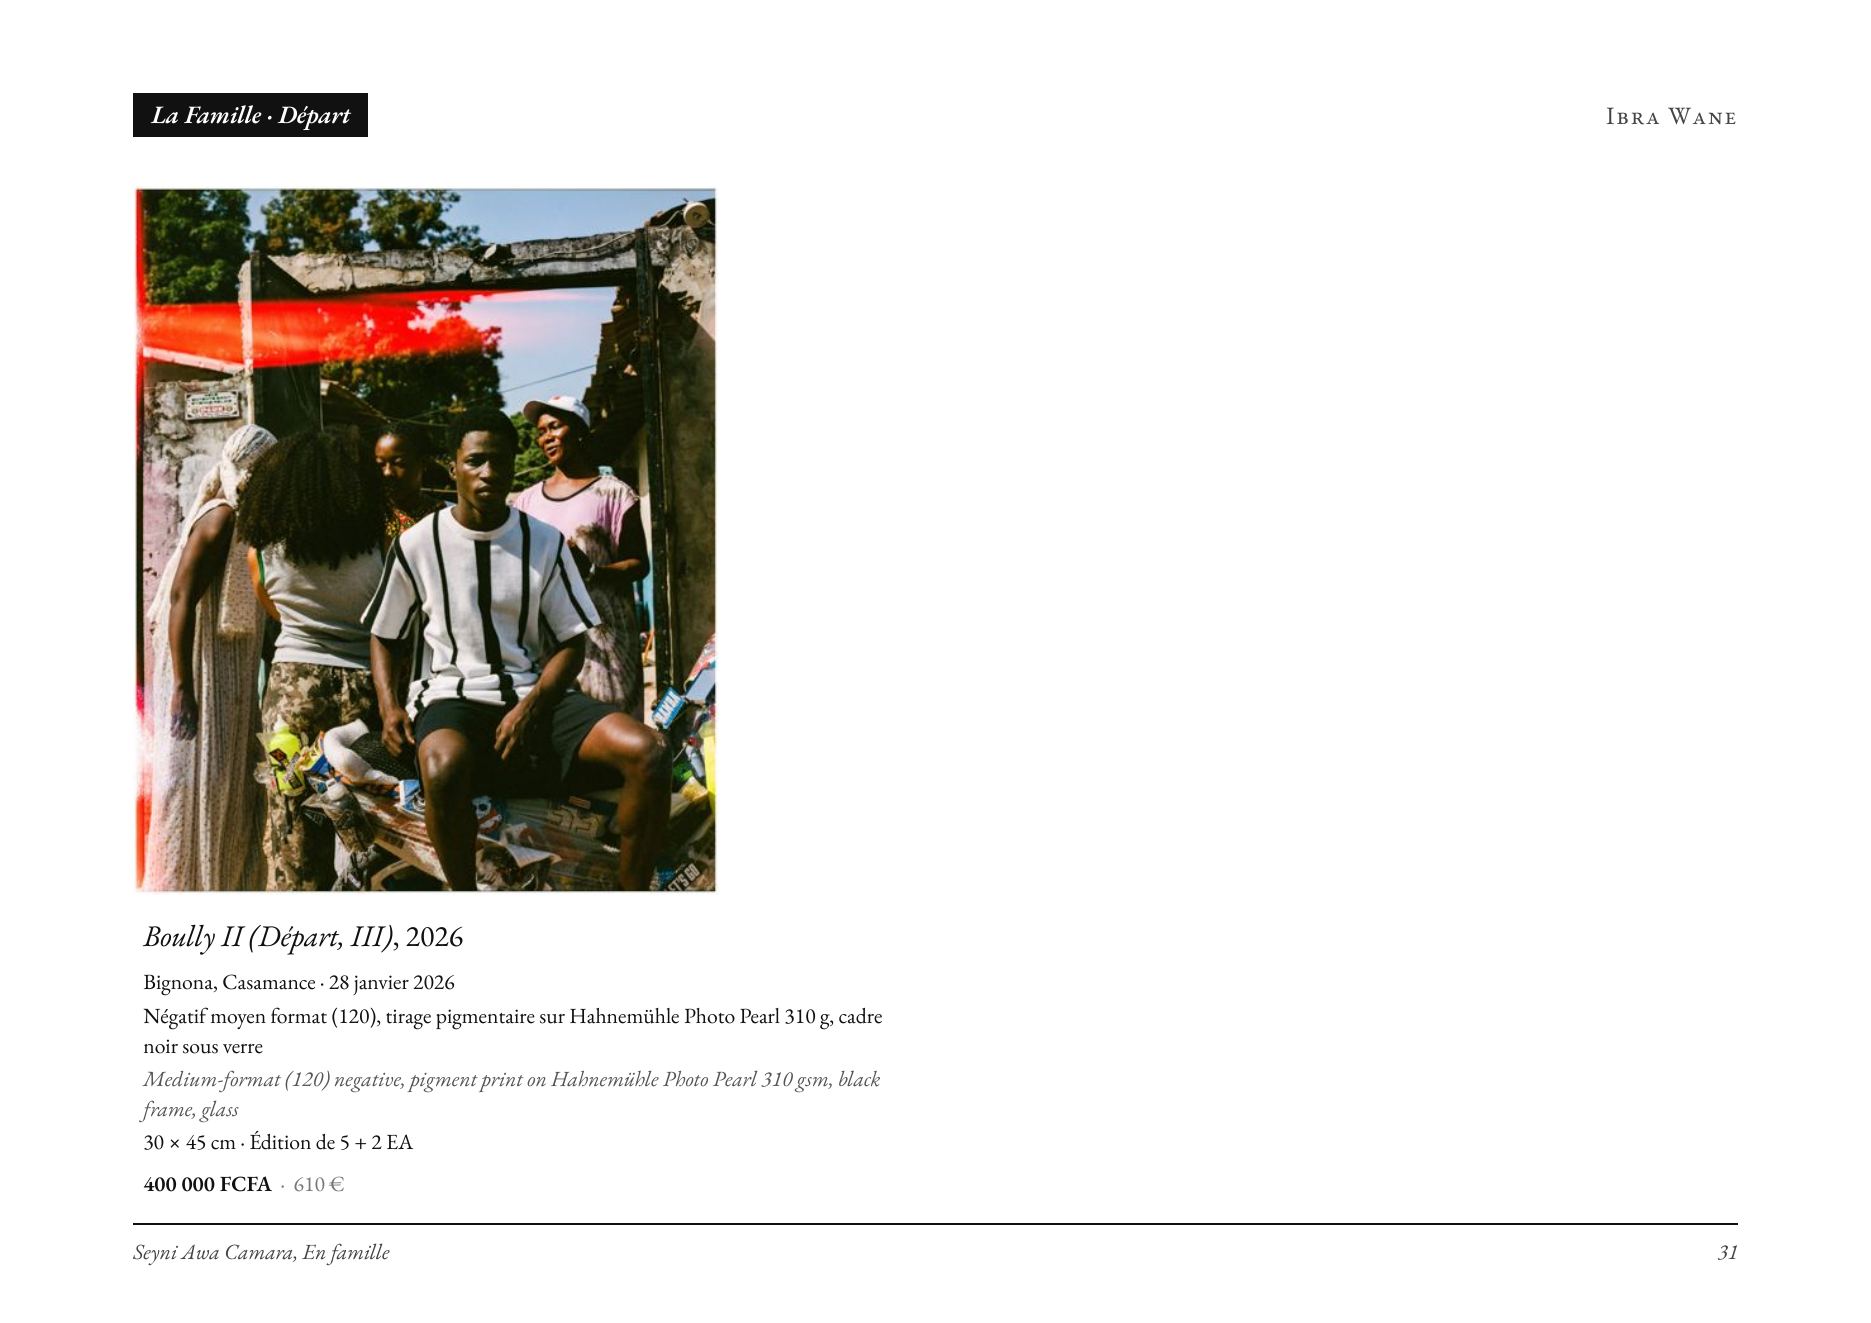 La Famille · Départ
Ibra Wane
LET'S GO
Boully II (Départ, III), 2026
Bignona, Casamance · 28 janvier 2026
Négatif moyen format (120), tirage pigmentaire sur Hahnemühle Photo Pearl 310 g, cadre
noir sous verre
Medium-format (120) negative, pigment print on Hahnemühle Photo Pearl 310 gsm, black
frame, glass
30 × 45 cm · Édition de 5 + 2 EA
400 000 FCFA · 610 €
Seyni Awa Camara, En famille
31